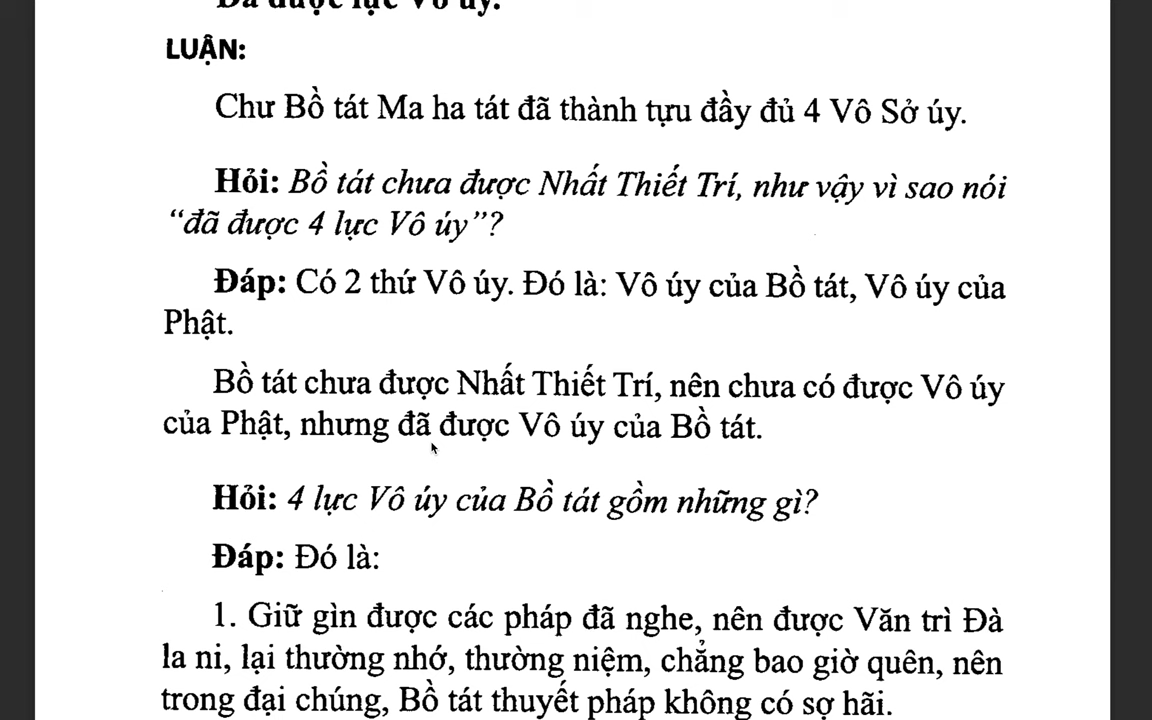 Đã được lực Vô úy.
LUẬN:
Chư Bồ tát Ma ha tát đã thành tựu đầy đủ 4 Vô Sở úy.
Hỏi: Bồ tát chưa được Nhất Thiết Trí, như vậy vì sao nói
“đã được 4 lực Vô úy”?
Đáp: Có 2 thứ Vô úy. Đó là: Vô úy của Bồ tát, Vô úy của
Phật.
Bồ tát chưa được Nhất Thiết Trí, nên chưa có được Vô úy
của Phật, nhưng đã được Vô úy của Bồ tát.
Hỏi: 4 lực Vô úy của Bồ tát gồm những gì?
Đáp: Đó là:
1. Giữ gìn được các pháp đã nghe, nên được Văn trì Đà
la ni, lại thường nhớ, thường niệm, chẳng bao giờ quên, nên
trong đại chúng, Bồ tát thuyết pháp không có sợ hãi.